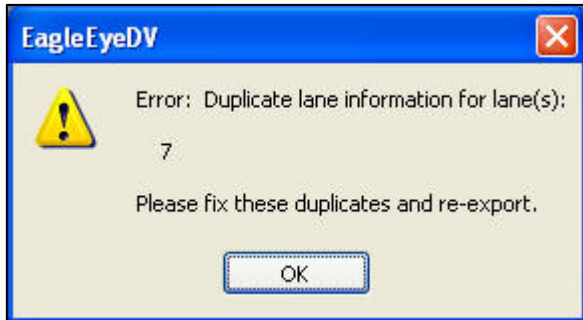 EagleEyeDV
Error:  Duplicate lane information for lane(s):
7
Please fix these duplicates and re-export.
OK